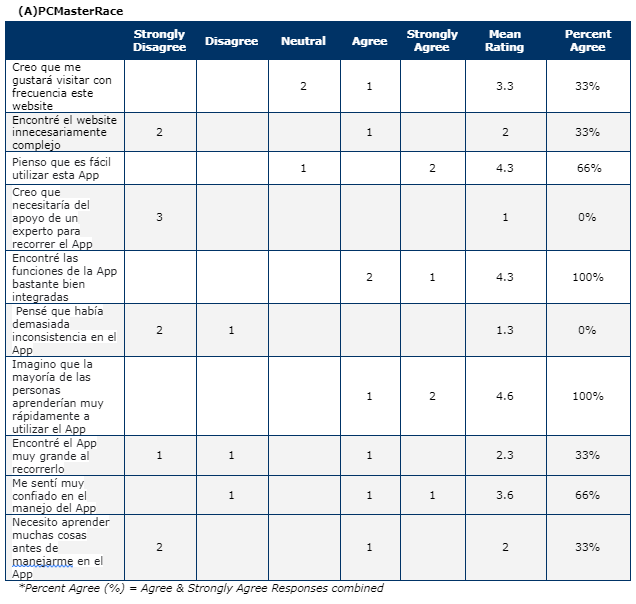 (A)PCMasterRace
Strongly Disagree Disagree Neutral Agree Strongly Agree Mean Rating Percent Agree
Creo que me
gustará visitar con
frecuencia este
website
2 1 3.3 33%
Encontré el website
innecesariamente
complejo
2 1 2 33%
Pienso que es fácil
utilizar esta App
1 2 4.3 66%
Creo que
necesitaría del
apoyo de un
experto para
recorrer el App
3 1 0%
Encontré las
funciones de la App
bastante bien
integradas
2 1 4.3 100%
Pensé que había
demasiada
inconsistencia en el
App
2 1 1.3 0%
Imagino que la
mayoría de las
personas
aprenderían muy
rápidamente a
utilizar el App
1 2 4.6 100%
Encontré el App
muy grande al
recorrerlo
1 1 1 2.3 33%
Me sentí muy
confiado en el
manejo del App
1 1 1 3.6 66%
Necesito aprender
muchas cosas
antes de
manejarme en el
App
2 1 2 33%
*Percent Agree (%) = Agree & Strongly Agree Responses combined